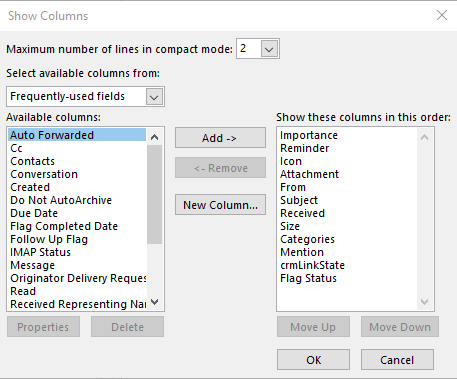 Show Columns
Maximum number of lines in compact mode: 2
Select available columns from:
Frequently-used fields
Available columns:
Auto Forwarded
Cc
Contacts
Conversation
Created
Do Not AutoArchive
Due Date
Flag Completed Date
Follow Up Flag
IMAP Status
Message
Originator Delivery Reques
Read
Received Representing Nan
Properties
Delete
Add ->
<- Remove
New Column...
Show these columns in this order:
Importance
Reminder
Icon
Attachment
From
Subject
Received
Size
Categories
Mention
crmLinkState
Flag Status
Move Up
Move Down
OK
Cancel